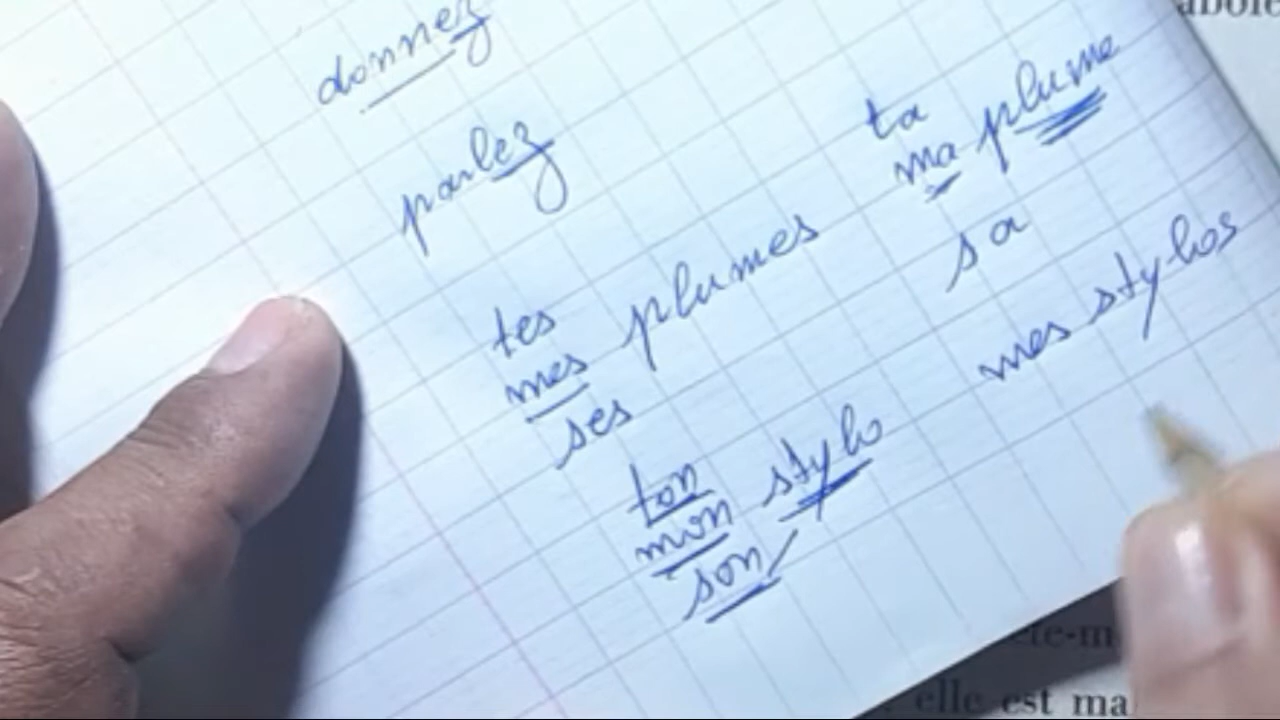 donnez
parlez
ta
ma plume
sa
tes
mes plumes
ses
mes stylos
ton
mon stylo
son
elle est ma